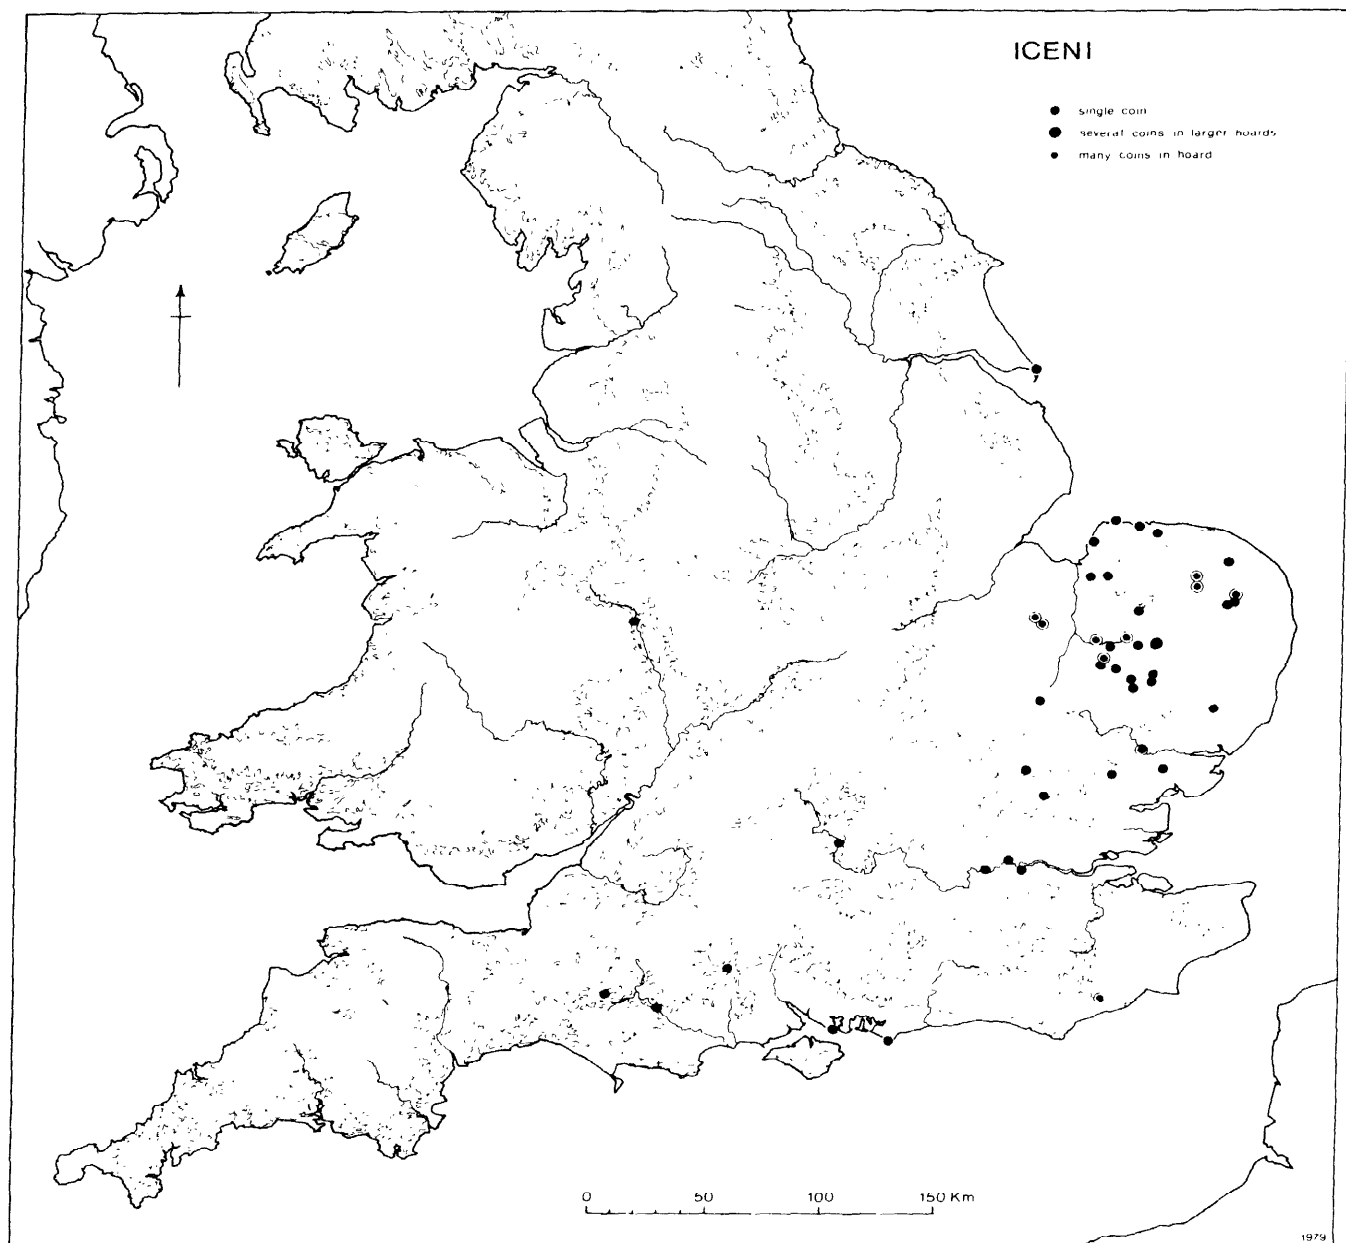 ICENI
single coin
several coins in larger hoards
many coins in hoard
0 50 100 150 Km
1979